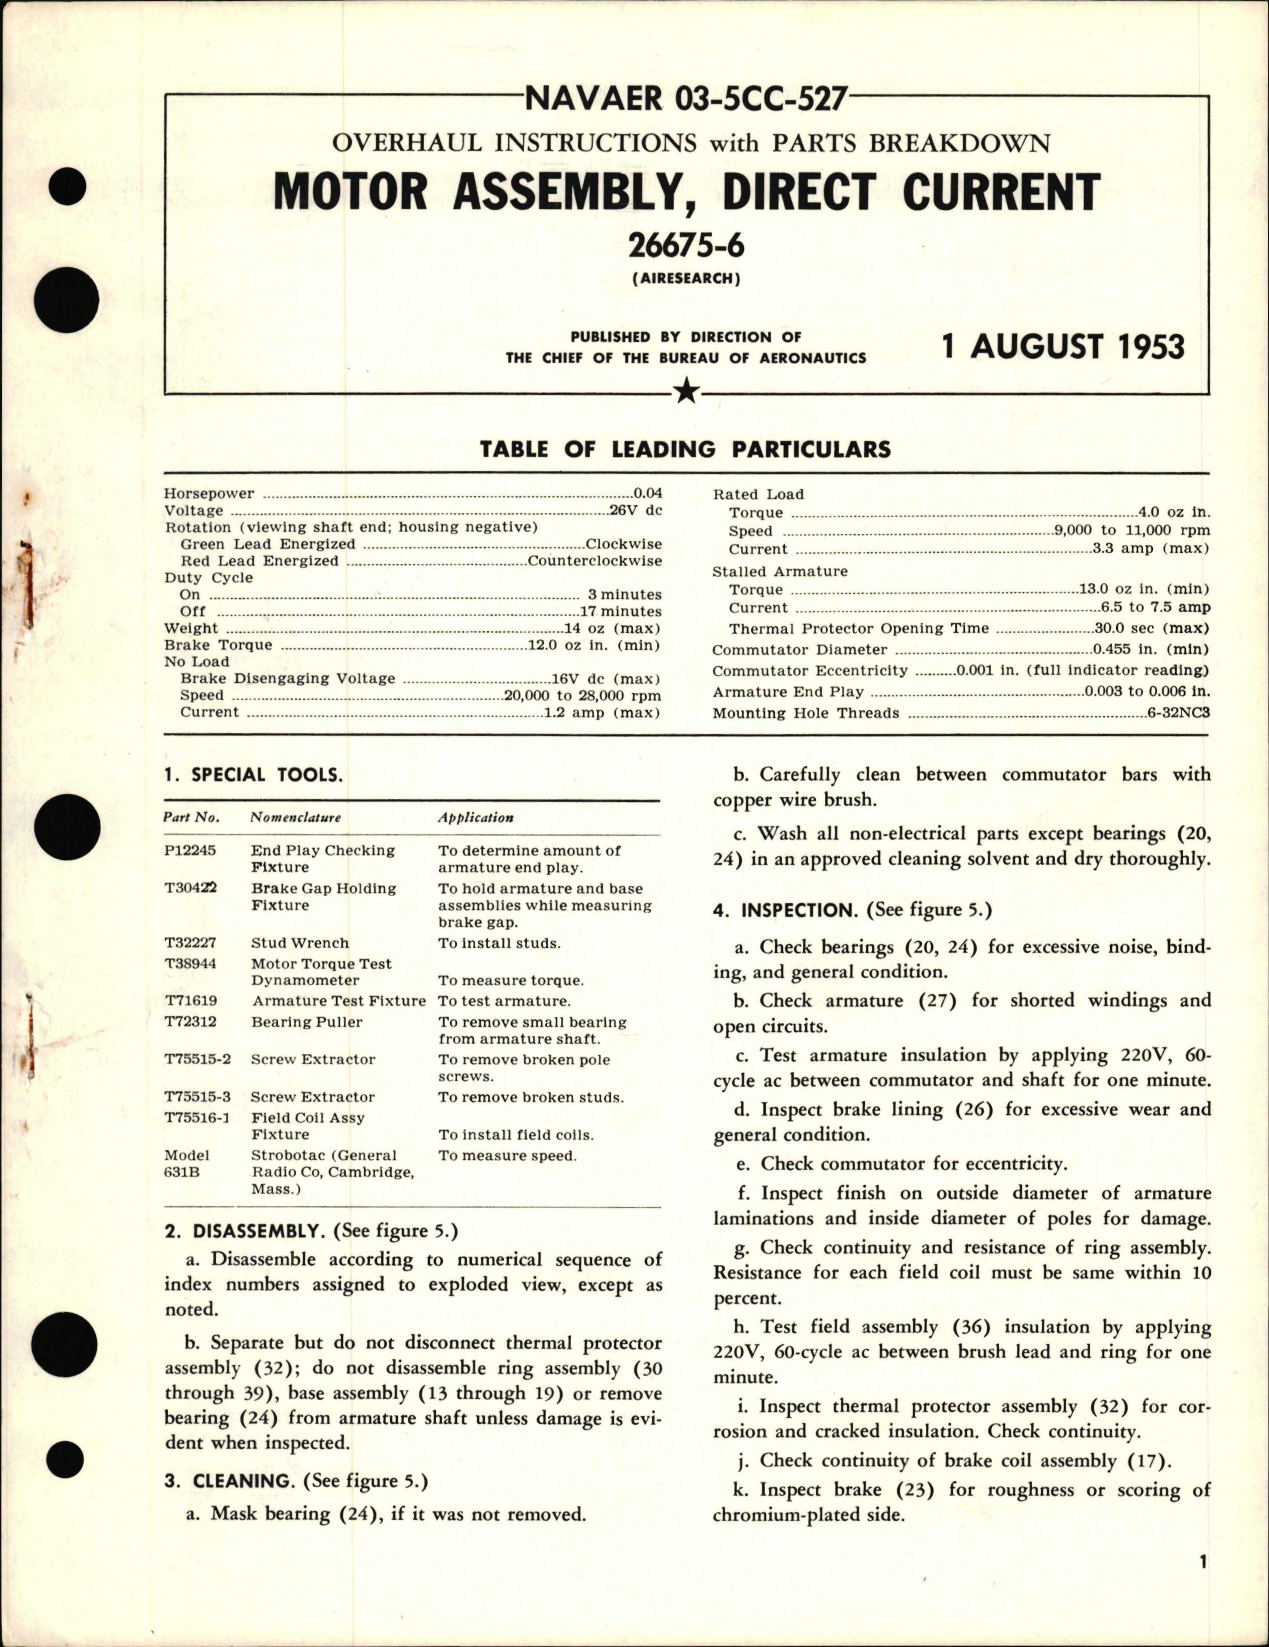 NAVAER 03-5CC-527
OVERHAUL INSTRUCTIONS with PARTS BREAKDOWN
MOTOR ASSEMBLY, DIRECT CURRENT
26675-6
(AIRESEARCH)
PUBLISHED BY DIRECTION OF
THE CHIEF OF THE BUREAU OF AERONAUTICS
1 AUGUST 1953
TABLE OF LEADING PARTICULARS
Horsepower 0.04
Voltage 26V dc
Rotation (viewing shaft end; housing negative)
Green Lead Energized Clockwise
Red Lead Energized Counterclockwise
Duty Cycle
On 3 minutes
Off 17 minutes
Weight 14 oz (max)
Brake Torque 12.0 oz in. (min)
No Load
Brake Disengaging Voltage 16V dc (max)
Speed 20,000 to 28,000 rpm
Current 1.2 amp (max)
Rated Load
Torque 4.0 oz in.
Speed 9,000 to 11,000 rpm
Current 3.3 amp (max)
Stalled Armature
Torque 13.0 oz in. (min)
Current 6.5 to 7.5 amp
Thermal Protector Opening Time 30.0 sec (max)
Commutator Diameter 0.455 in. (min)
Commutator Eccentricity 0.001 in. (full indicator reading)
Armature End Play 0.003 to 0.006 in.
Mounting Hole Threads 6-32NC3
1. SPECIAL TOOLS.
Part No. Nomenclature Application
P12245 End Play Checking To determine amount of
Fixture armature end play.
T30422 Brake Gap Holding To hold armature and base
Fixture assemblies while measuring
brake gap.
T32227 Stud Wrench To install studs.
T38944 Motor Torque Test
Dynamometer To measure torque.
T71619 Armature Test Fixture To test armature.
T72312 Bearing Puller To remove small bearing
from armature shaft.
T75515-2 Screw Extractor To remove broken pole
screws.
T75515-3 Screw Extractor To remove broken studs.
T75516-1 Field Coil Assy
Fixture To install field coils.
Model Strobotac (General To measure speed.
631B Radio Co, Cambridge,
Mass.)
2. DISASSEMBLY. (See figure 5.)
a. Disassemble according to numerical sequence of
index numbers assigned to exploded view, except as
noted.
b. Separate but do not disconnect thermal protector
assembly (32); do not disassemble ring assembly (30
through 39), base assembly (13 through 19) or remove
bearing (24) from armature shaft unless damage is evi-
dent when inspected.
3. CLEANING. (See figure 5.)
a. Mask bearing (24), if it was not removed.
b. Carefully clean between commutator bars with
copper wire brush.
c. Wash all non-electrical parts except bearings (20,
24) in an approved cleaning solvent and dry thoroughly.
4. INSPECTION. (See figure 5.)
a. Check bearings (20, 24) for excessive noise, bind-
ing, and general condition.
b. Check armature (27) for shorted windings and
open circuits.
c. Test armature insulation by applying 220V, 60-
cycle ac between commutator and shaft for one minute.
d. Inspect brake lining (26) for excessive wear and
general condition.
e. Check commutator for eccentricity.
f. Inspect finish on outside diameter of armature
laminations and inside diameter of poles for damage.
g. Check continuity and resistance of ring assembly.
Resistance for each field coil must be same within 10
percent.
h. Test field assembly (36) insulation by applying
220V, 60-cycle ac between brush lead and ring for one
minute.
i. Inspect thermal protector assembly (32) for cor-
rosion and cracked insulation. Check continuity.
j. Check continuity of brake coil assembly (17).
k. Inspect brake (23) for roughness or scoring of
chromium-plated side.
1